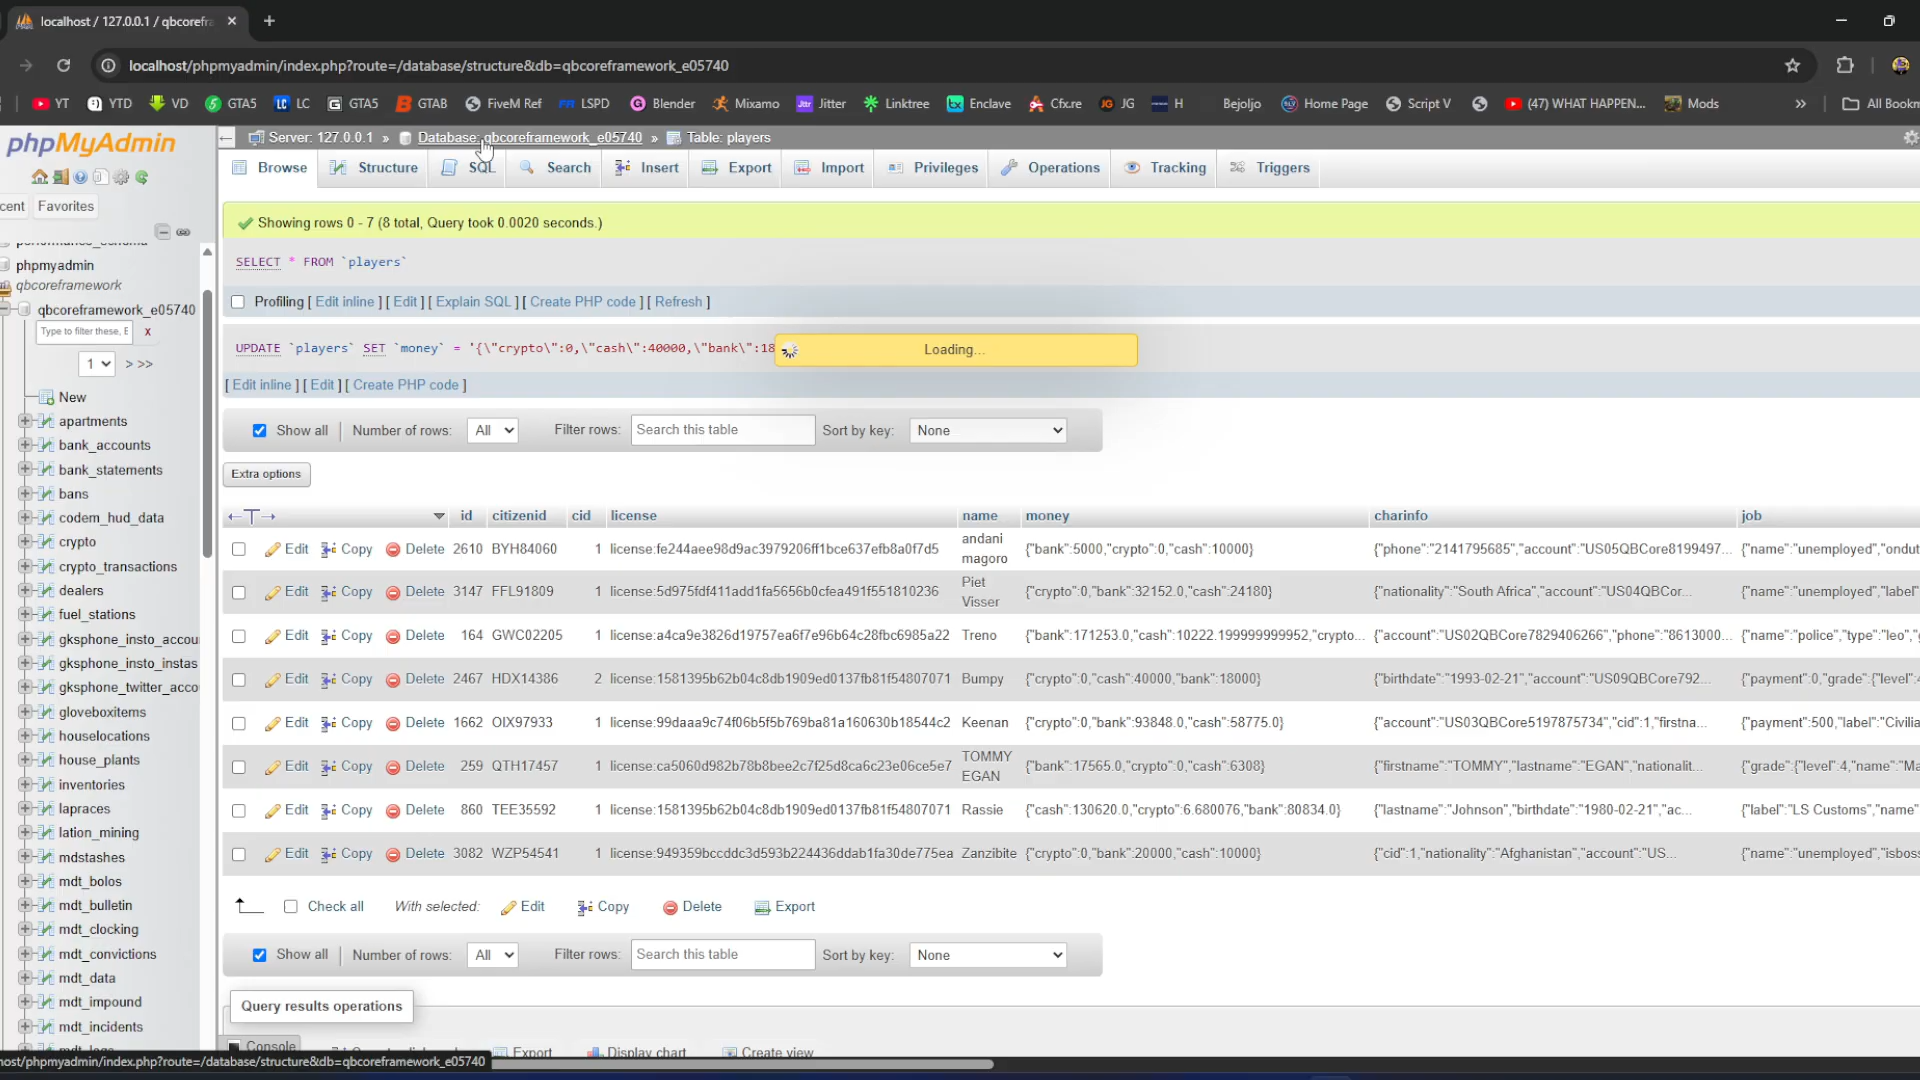 localhost / 127.0.0.1 / qbcorefr
localhost/phpmyadmin/index.php?route=/database/structure&db=qbcoreframework_e05740
YT YTD VD GTA5 LC GTA5 GTAB FiveM Ref LSPD Blender Mixamo Jitter Linktree Enclave Cfx.re JG H Bejoljo Home Page Script V (47) WHAT HAPPEN... Mods » All Bookm
phpMyAdmin
cent Favorites
phpmyadmin
qbcoreframework
qbcoreframework_e05740
Type to filter these, E X
1 > >>
New
apartments
bank_accounts
bank_statements
bans
codem_hud_data
crypto
crypto_transactions
dealers
fuel_stations
gksphone_insto_accou
gksphone_insto_instas
gksphone_twitter_acco
gloveboxitems
houselocations
house_plants
inventories
lapraces
lation_mining
mdstashes
mdt_bolos
mdt_bulletin
mdt_clocking
mdt_convictions
mdt_data
mdt_impound
mdt_incidents
Server: 127.0.0.1 » Database: qbcoreframework_e05740 » Table: players
Browse Structure SQL Search Insert Export Import Privileges Operations Tracking Triggers
Showing rows 0 - 7 (8 total, Query took 0.0020 seconds.)
SELECT * FROM `players`
Profiling [ Edit inline ] [ Edit ] [ Explain SQL ] [ Create PHP code ] [ Refresh ]
UPDATE `players` SET `money` = '{\"crypto\":0,\"cash\":40000,\"bank\":18
Loading...
[ Edit inline ] [ Edit ] [ Create PHP code ]
Show all Number of rows: All Filter rows: Search this table Sort by key: None
Extra options
←T→ id citizenid cid license name money charinfo job
Edit Copy Delete 2610 BYH84060 1 license:fe244aee98d9ac3979206ff1bce637efb8a0f7d5 andani magoro {"bank":5000,"crypto":0,"cash":10000} {"phone":"2141795685","account":"US05QBCore8199497... {"name":"unemployed","ondut
Edit Copy Delete 3147 FFL91809 1 license:5d975fdf411add1fa5656b0cfea491f551810236 Piet Visser {"crypto":0,"bank":32152.0,"cash":24180} {"nationality":"South Africa","account":"US04QBCor... {"name":"unemployed","label"
Edit Copy Delete 164 GWC02205 1 license:a4ca9e3826d19757ea6f7e96b64c28fbc6985a22 Treno {"bank":171253.0,"cash":10222.199999999952,"crypto... {"account":"US02QBCore7829406266","phone":"8613000... {"name":"police","type":"leo","g
Edit Copy Delete 2467 HDX14386 2 license:1581395b62b04c8db1909ed0137fb81f54807071 Bumpy {"crypto":0,"cash":40000,"bank":18000} {"birthdate":"1993-02-21","account":"US09QBCore792... {"payment":0,"grade":{"level":4
Edit Copy Delete 1662 OIX97933 1 license:99daaa9c74f06b5f5b769ba81a160630b18544c2 Keenan {"crypto":0,"bank":93848.0,"cash":58775.0} {"account":"US03QBCore5197875734","cid":1,"firstna... {"payment":500,"label":"Civilia
Edit Copy Delete 259 QTH17457 1 license:ca5060d982b78b8bee2c7f25d8ca6c23e06ce5e7 TOMMY EGAN {"bank":17565.0,"crypto":0,"cash":6308} {"firstname":"TOMMY","lastname":"EGAN","nationalit... {"grade":{"level":4,"name":"Ma
Edit Copy Delete 860 TEE35592 1 license:1581395b62b04c8db1909ed0137fb81f54807071 Rassie {"cash":130620.0,"crypto":6.680076,"bank":80834.0} {"lastname":"Johnson","birthdate":"1980-02-21","ac... {"label":"LS Customs","name"
Edit Copy Delete 3082 WZP54541 1 license:949359bccddc3d593b224436ddab1fa30de775ea Zanzibite {"crypto":0,"bank":20000,"cash":10000} {"cid":1,"nationality":"Afghanistan","account":"US... {"name":"unemployed","isboss
Check all With selected: Edit Copy Delete Export
Show all Number of rows: All Filter rows: Search this table Sort by key: None
Query results operations
Console Export Display chart Create view
host/phpmyadmin/index.php?route=/database/structure&db=qbcoreframework_e05740